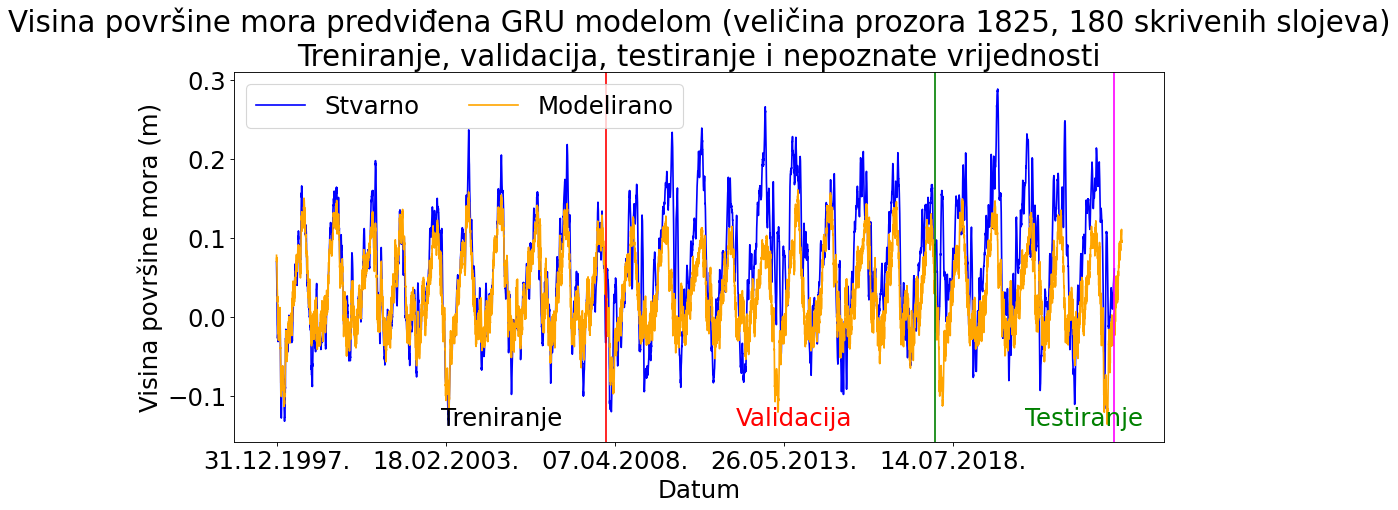 Visina površine mora predviđena GRU modelom (veličina prozora 1825, 180 skrivenih slojeva)
Treniranje, validacija, testiranje i nepoznate vrijednosti
Stvarno Modelirano
Visina površine mora (m)
0.3
0.2
0.1
0.0
−0.1
Treniranje Validacija Testiranje
31.12.1997. 18.02.2003. 07.04.2008. 26.05.2013. 14.07.2018.
Datum